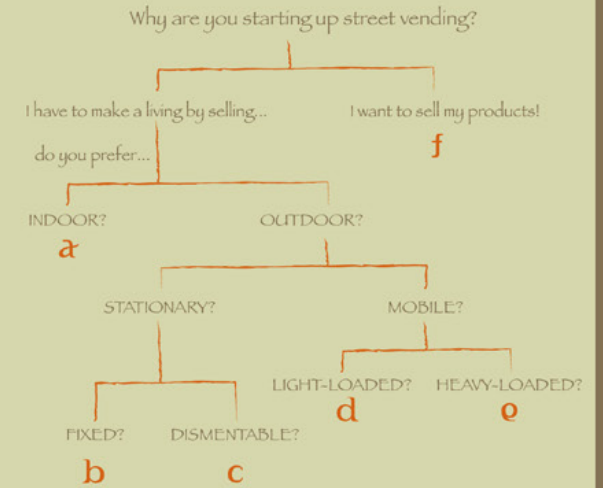 Why are you starting up street vending?
I have to make a living by selling... I want to sell my products!
f
do you prefer...
INDOOR? OUTDOOR?
a
STATIONARY? MOBILE?
LIGHT-LOADED? HEAVY-LOADED?
d e
FIXED? DISMENTABLE?
b c